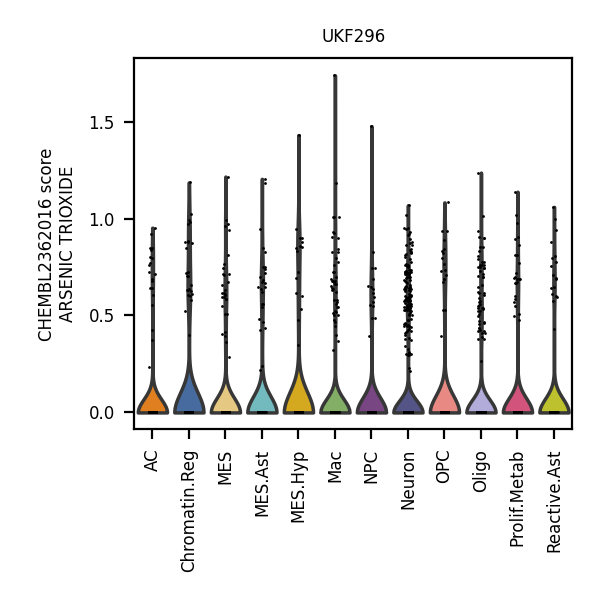 UKF296
CHEMBL2362016 score
ARSENIC TRIOXIDE
1.5
1.0
0.5
0.0
AC
Chromatin.Reg
MES
MES.Ast
MES.Hyp
Mac
NPC
Neuron
OPC
Oligo
Prolif.Metab
Reactive.Ast